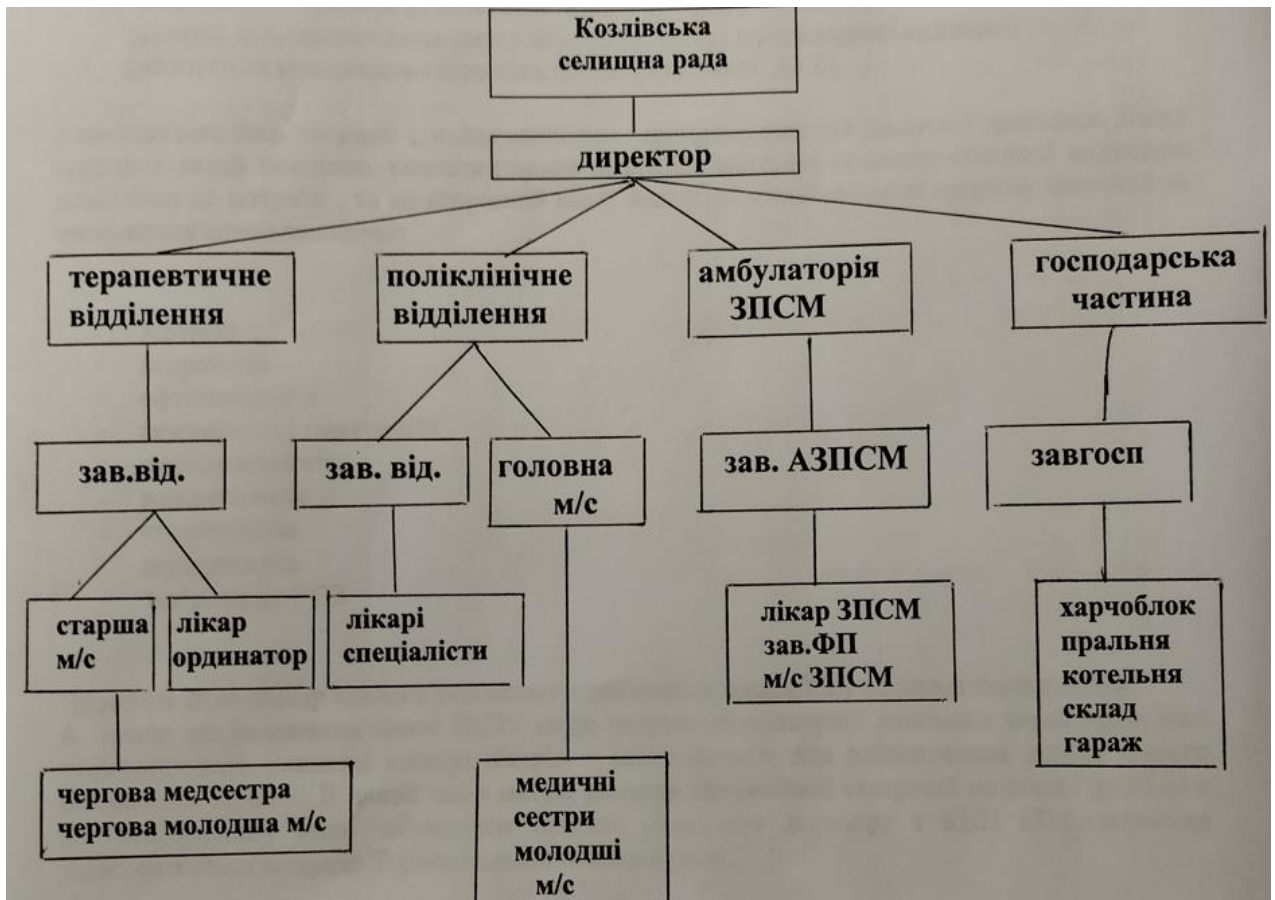 Козлівська
селищна рада
директор
терапевтичне
відділення
поліклінічне
відділення
амбулаторія
ЗПСМ
господарська
частина
зав.від.
зав. від.
головна
м/с
зав. АЗПСМ
завгосп
старша
м/с
лікар
ординатор
лікарі
спеціалісти
лікар ЗПСМ
зав.ФП
м/с ЗПСМ
харчоблок
пральня
котельня
склад
гараж
чергова медсестра
чергова молодша м/с
медичні
сестри
молодші
м/с